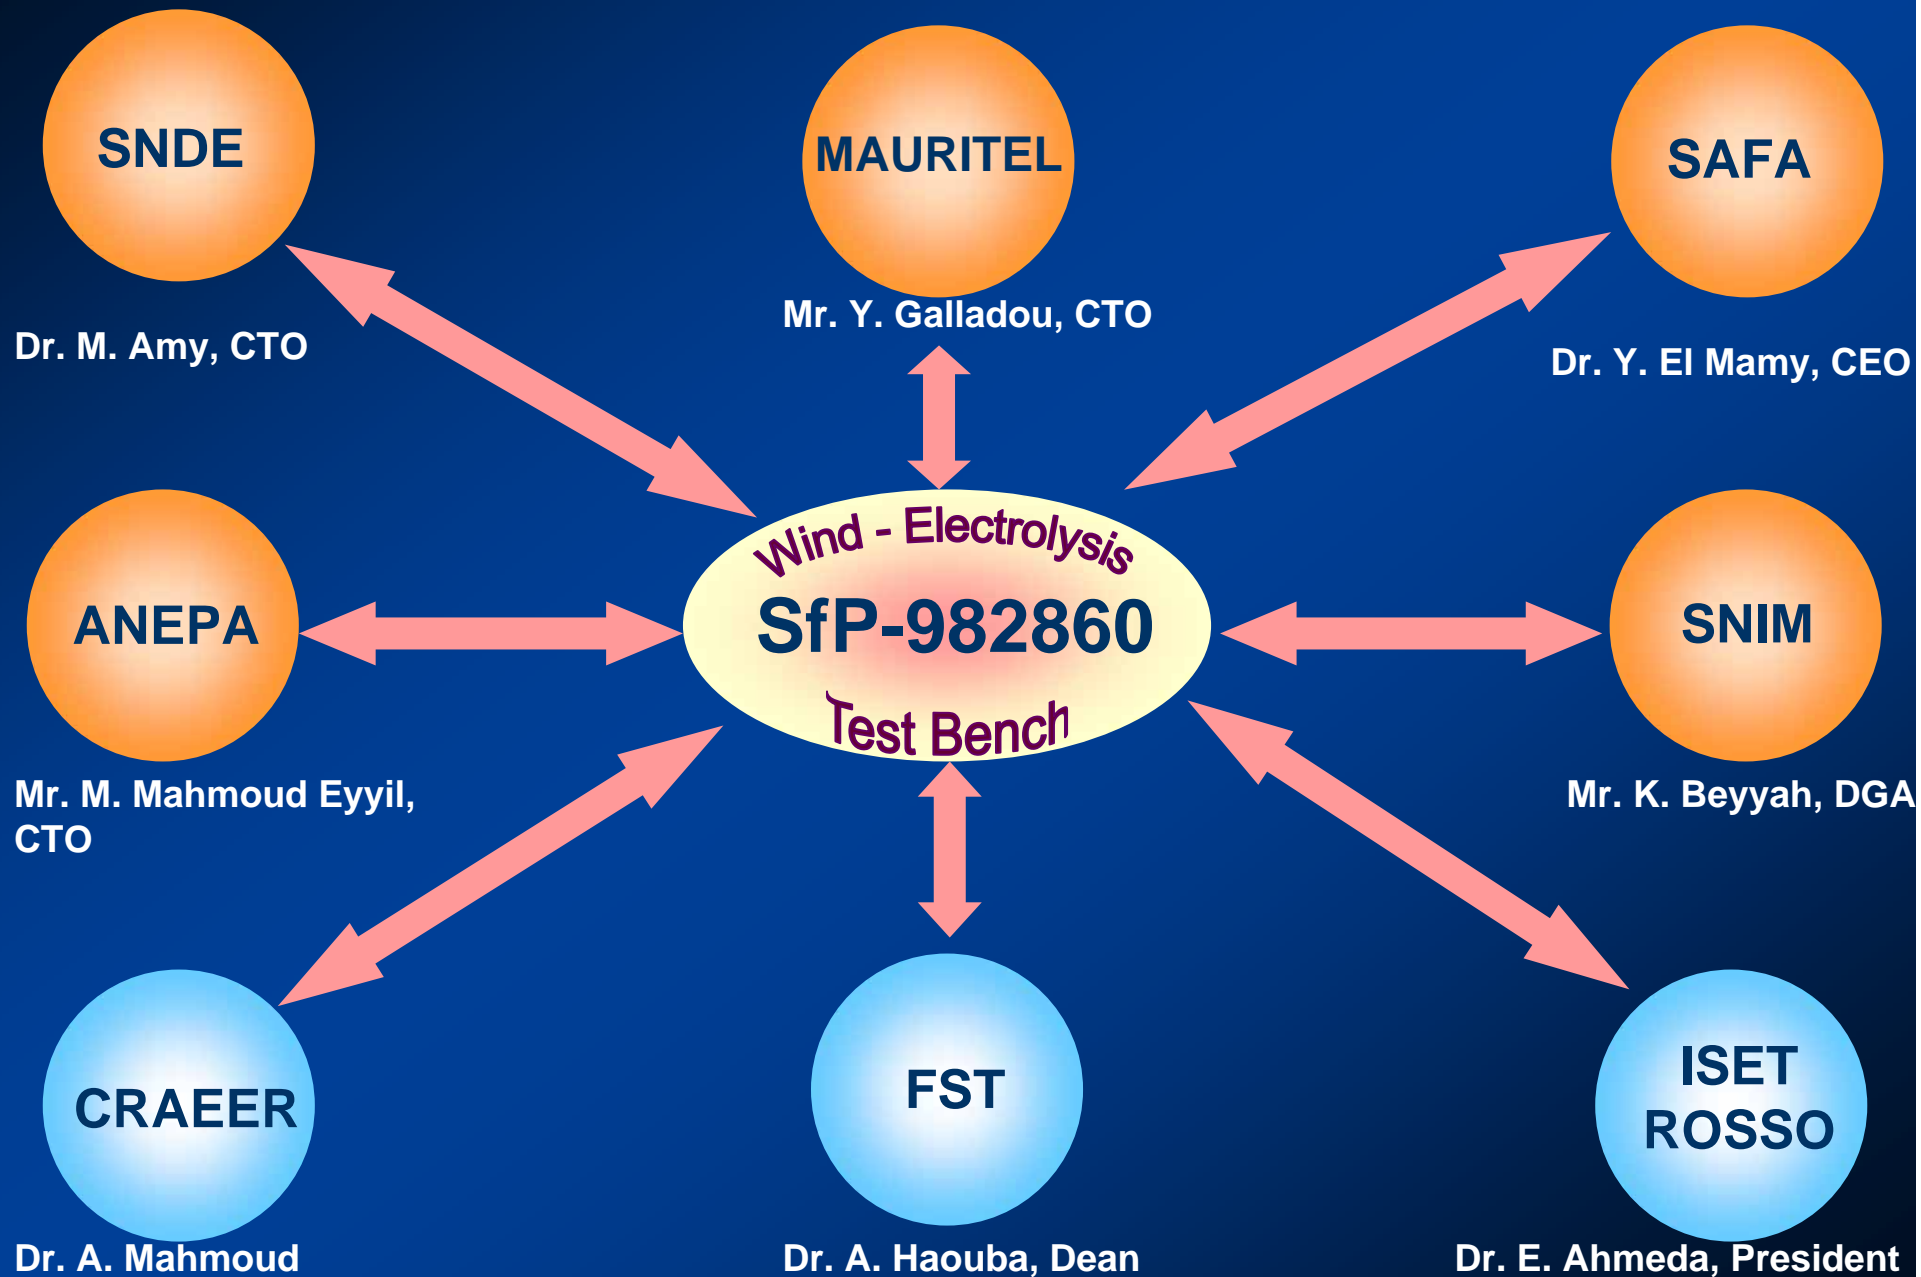 SNDE
MAURITEL
SAFA
Dr. M. Amy, CTO
Mr. Y. Galladou, CTO
Dr. Y. El Mamy, CEO
Wind - Electrolysis
SfP-982860
Test Bench
ANEPA
SNIM
Mr. M. Mahmoud Eyyil,
CTO
Mr. K. Beyyah, DGA
CRAEER
FST
ISET
ROSSO
Dr. A. Mahmoud
Dr. A. Haouba, Dean
Dr. E. Ahmeda, President